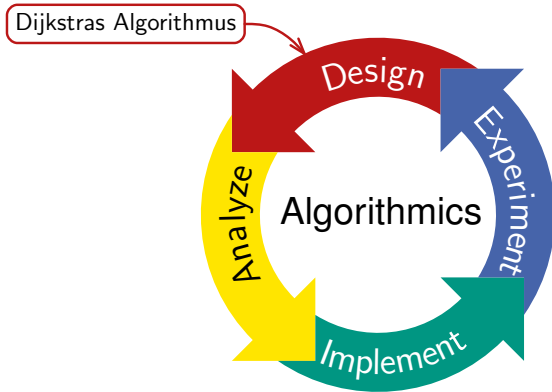 Dijkstras Algorithmus
Design
Experiment
Analyze
Algorithmics
Implement